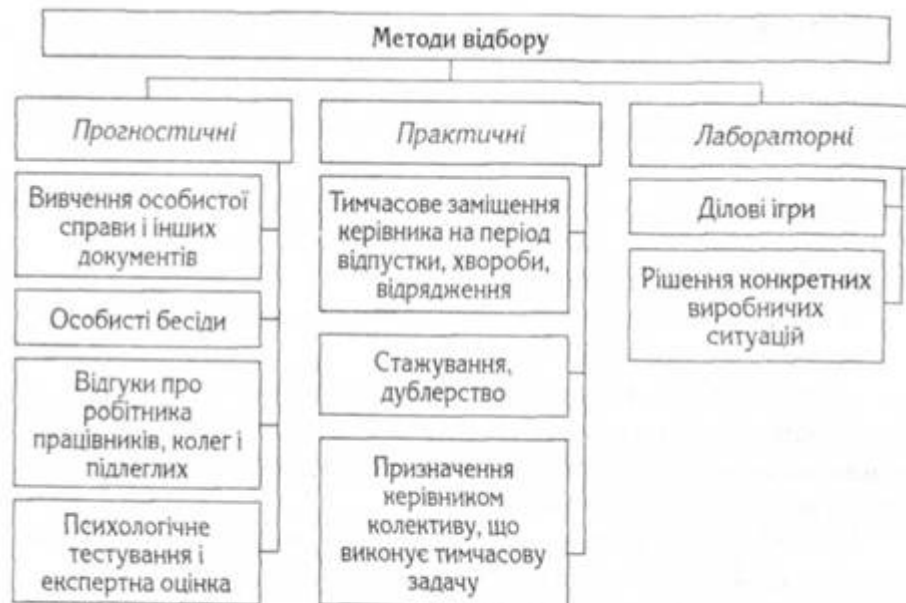 Методи відбору
Прогностичні
Вивчення особистої
справи і інших
документів
Особисті бесіди
Відгуки про
робітника
працівників, колег і
підлеглих
Психологічне
тестування і
експертна оцінка
Практичні
Тимчасове заміщення
керівника на період
відпустки, хвороби,
відрядження
Стажування,
дублерство
Призначення
керівником
колективу, що
виконує тимчасову
задачу
Лабораторні
Ділові ігри
Рішення конкретних
виробничих
ситуацій